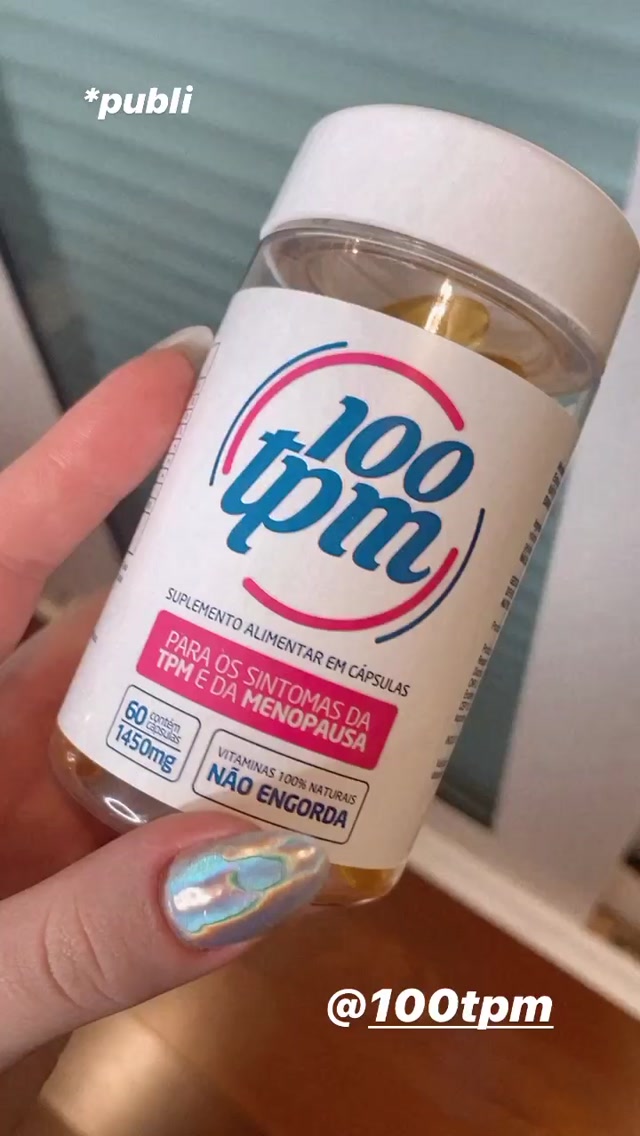 *publi
100
tpm
SUPLEMENTO ALIMENTAR EM CÁPSULAS
PARA OS SINTOMAS DA
TPM E DA MENOPAUSA
60 contém cápsulas
1450mg
VITAMINAS 100% NATURAIS
NÃO ENGORDA
@100tpm